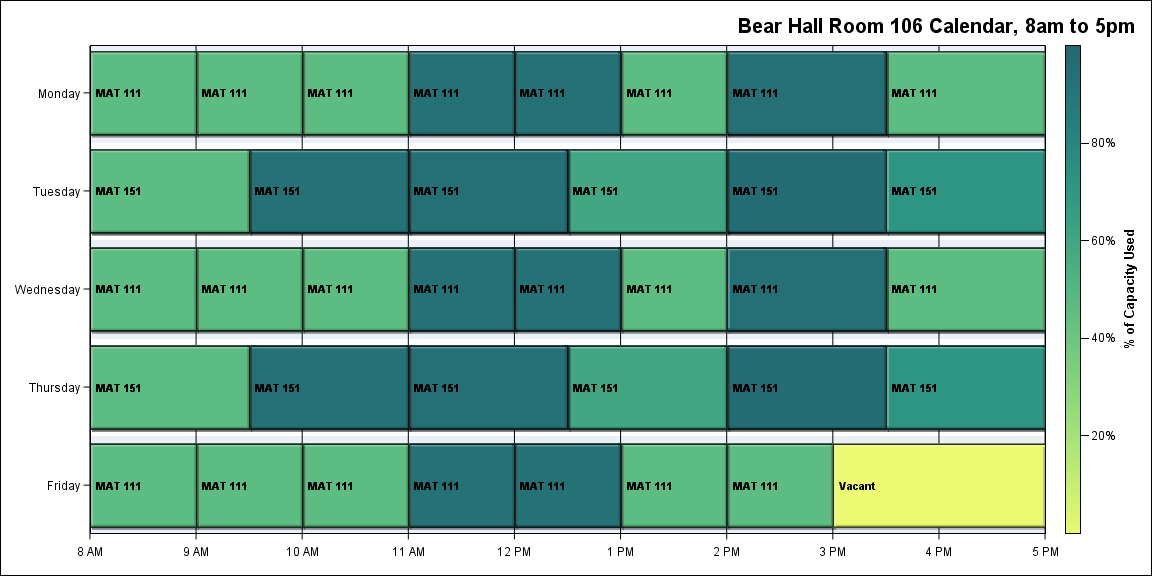 Bear Hall Room 106 Calendar, 8am to 5pm
Monday MAT 111 MAT 111 MAT 111 MAT 111 MAT 111 MAT 111 MAT 111 MAT 111
80%
Tuesday MAT 151 MAT 151 MAT 151 MAT 151 MAT 151 MAT 151
60%
% of Capacity Used
Wednesday MAT 111 MAT 111 MAT 111 MAT 111 MAT 111 MAT 111 MAT 111 MAT 111
40%
Thursday MAT 151 MAT 151 MAT 151 MAT 151 MAT 151 MAT 151
20%
Friday MAT 111 MAT 111 MAT 111 MAT 111 MAT 111 MAT 111 MAT 111 Vacant
8 AM 9 AM 10 AM 11 AM 12 PM 1 PM 2 PM 3 PM 4 PM 5 PM